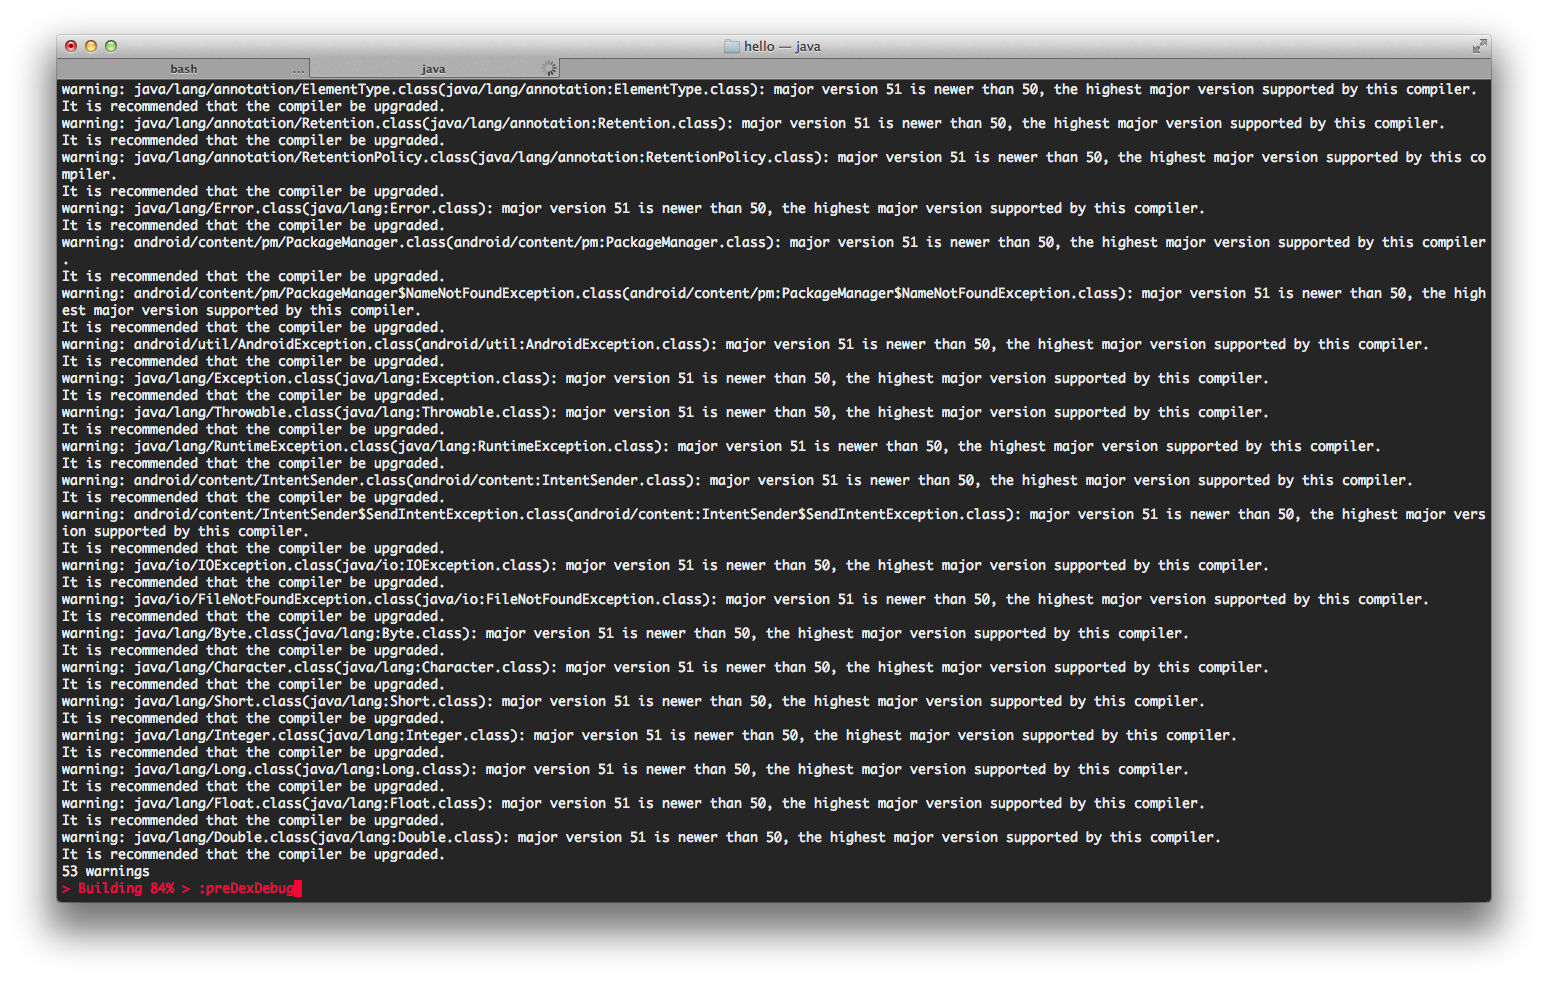 hello — java
bash ... java
warning: java/lang/annotation/ElementType.class(java/lang/annotation:ElementType.class): major version 51 is newer than 50, the highest major version supported by this compiler.
It is recommended that the compiler be upgraded.
warning: java/lang/annotation/Retention.class(java/lang/annotation:Retention.class): major version 51 is newer than 50, the highest major version supported by this compiler.
It is recommended that the compiler be upgraded.
warning: java/lang/annotation/RetentionPolicy.class(java/lang/annotation:RetentionPolicy.class): major version 51 is newer than 50, the highest major version supported by this co
mpiler.
It is recommended that the compiler be upgraded.
warning: java/lang/Error.class(java/lang:Error.class): major version 51 is newer than 50, the highest major version supported by this compiler.
It is recommended that the compiler be upgraded.
warning: android/content/pm/PackageManager.class(android/content/pm:PackageManager.class): major version 51 is newer than 50, the highest major version supported by this compiler
.
It is recommended that the compiler be upgraded.
warning: android/content/pm/PackageManager$NameNotFoundException.class(android/content/pm:PackageManager$NameNotFoundException.class): major version 51 is newer than 50, the high
est major version supported by this compiler.
It is recommended that the compiler be upgraded.
warning: android/util/AndroidException.class(android/util:AndroidException.class): major version 51 is newer than 50, the highest major version supported by this compiler.
It is recommended that the compiler be upgraded.
warning: java/lang/Exception.class(java/lang:Exception.class): major version 51 is newer than 50, the highest major version supported by this compiler.
It is recommended that the compiler be upgraded.
warning: java/lang/Throwable.class(java/lang:Throwable.class): major version 51 is newer than 50, the highest major version supported by this compiler.
It is recommended that the compiler be upgraded.
warning: java/lang/RuntimeException.class(java/lang:RuntimeException.class): major version 51 is newer than 50, the highest major version supported by this compiler.
It is recommended that the compiler be upgraded.
warning: android/content/IntentSender.class(android/content:IntentSender.class): major version 51 is newer than 50, the highest major version supported by this compiler.
It is recommended that the compiler be upgraded.
warning: android/content/IntentSender$SendIntentException.class(android/content:IntentSender$SendIntentException.class): major version 51 is newer than 50, the highest major vers
ion supported by this compiler.
It is recommended that the compiler be upgraded.
warning: java/io/IOException.class(java/io:IOException.class): major version 51 is newer than 50, the highest major version supported by this compiler.
It is recommended that the compiler be upgraded.
warning: java/io/FileNotFoundException.class(java/io:FileNotFoundException.class): major version 51 is newer than 50, the highest major version supported by this compiler.
It is recommended that the compiler be upgraded.
warning: java/lang/Byte.class(java/lang:Byte.class): major version 51 is newer than 50, the highest major version supported by this compiler.
It is recommended that the compiler be upgraded.
warning: java/lang/Character.class(java/lang:Character.class): major version 51 is newer than 50, the highest major version supported by this compiler.
It is recommended that the compiler be upgraded.
warning: java/lang/Short.class(java/lang:Short.class): major version 51 is newer than 50, the highest major version supported by this compiler.
It is recommended that the compiler be upgraded.
warning: java/lang/Integer.class(java/lang:Integer.class): major version 51 is newer than 50, the highest major version supported by this compiler.
It is recommended that the compiler be upgraded.
warning: java/lang/Long.class(java/lang:Long.class): major version 51 is newer than 50, the highest major version supported by this compiler.
It is recommended that the compiler be upgraded.
warning: java/lang/Float.class(java/lang:Float.class): major version 51 is newer than 50, the highest major version supported by this compiler.
It is recommended that the compiler be upgraded.
warning: java/lang/Double.class(java/lang:Double.class): major version 51 is newer than 50, the highest major version supported by this compiler.
It is recommended that the compiler be upgraded.
53 warnings
> Building 84% > :preDexDebug